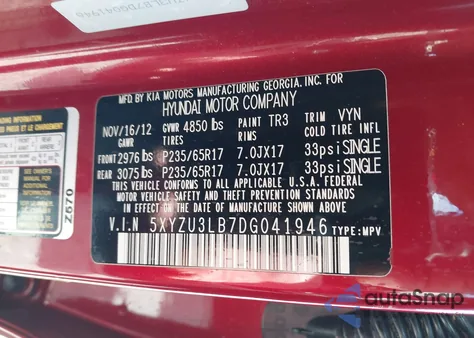 MFD. BY KIA MOTORS MANUFACTURING GEORGIA. INC. FOR
HYUNDAI MOTOR COMPANY
NOV/16/12 GVWR 4850 lbs PAINT TR3 TRIM VYN
GAWR TIRES RIMS COLD TIRE INFL
FRONT 2976 lbs P235/65R17 7.0JX17 33psi SINGLE
REAR 3075 lbs P235/65R17 7.0JX17 33psi SINGLE
THIS VEHICLE CONFORMS TO ALL APPLICABLE U.S.A. FEDERAL
MOTOR VEHICLE SAFETY AND THEFT PREVENTION STANDARDS
IN EFFECT ON THE DATE OF MANUFACTURE SHOWN ABOVE.
V.I.N 5XYZU3LB7DG041946 TYPE: MPV
Z670
autoSnap